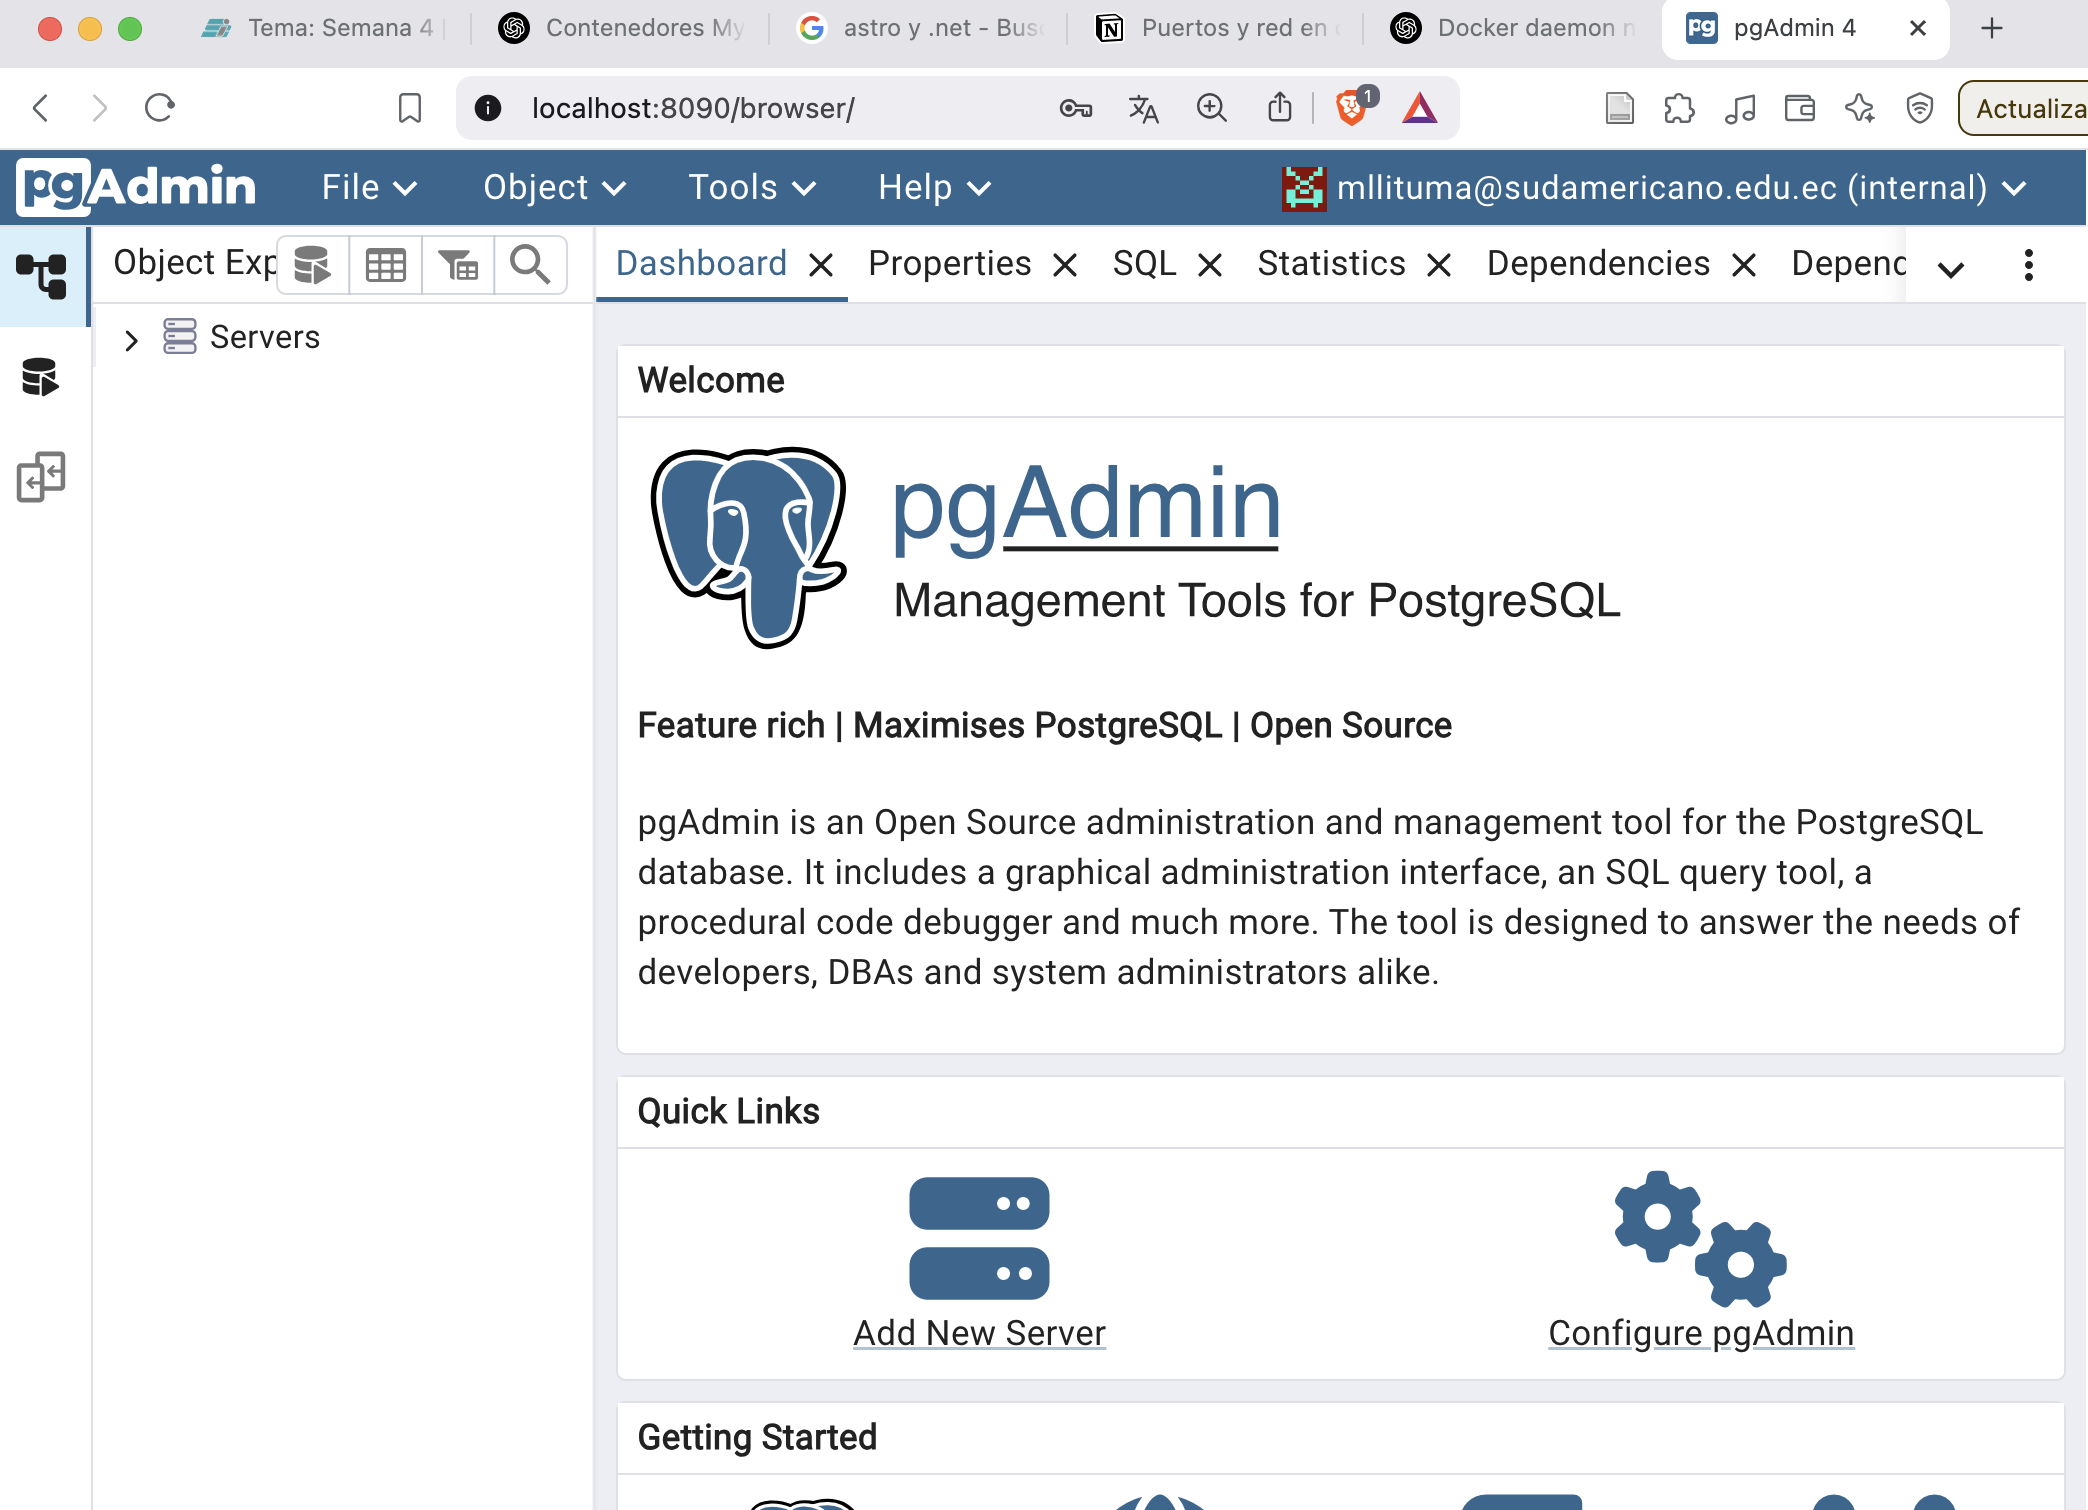 Tema: Semana 4
Contenedores My
astro y .net - Bus
Puertos y red en
Docker daemon n
pgAdmin 4
localhost:8090/browser/
1
Actualiza
pgAdmin
File
Object
Tools
Help
mllituma@sudamericano.edu.ec (internal)
Object Exp
Dashboard
Properties
SQL
Statistics
Dependencies
Depend
Servers
Welcome
pgAdmin
Management Tools for PostgreSQL
Feature rich | Maximises PostgreSQL | Open Source
pgAdmin is an Open Source administration and management tool for the PostgreSQL
database. It includes a graphical administration interface, an SQL query tool, a
procedural code debugger and much more. The tool is designed to answer the needs of
developers, DBAs and system administrators alike.
Quick Links
Add New Server
Configure pgAdmin
Getting Started